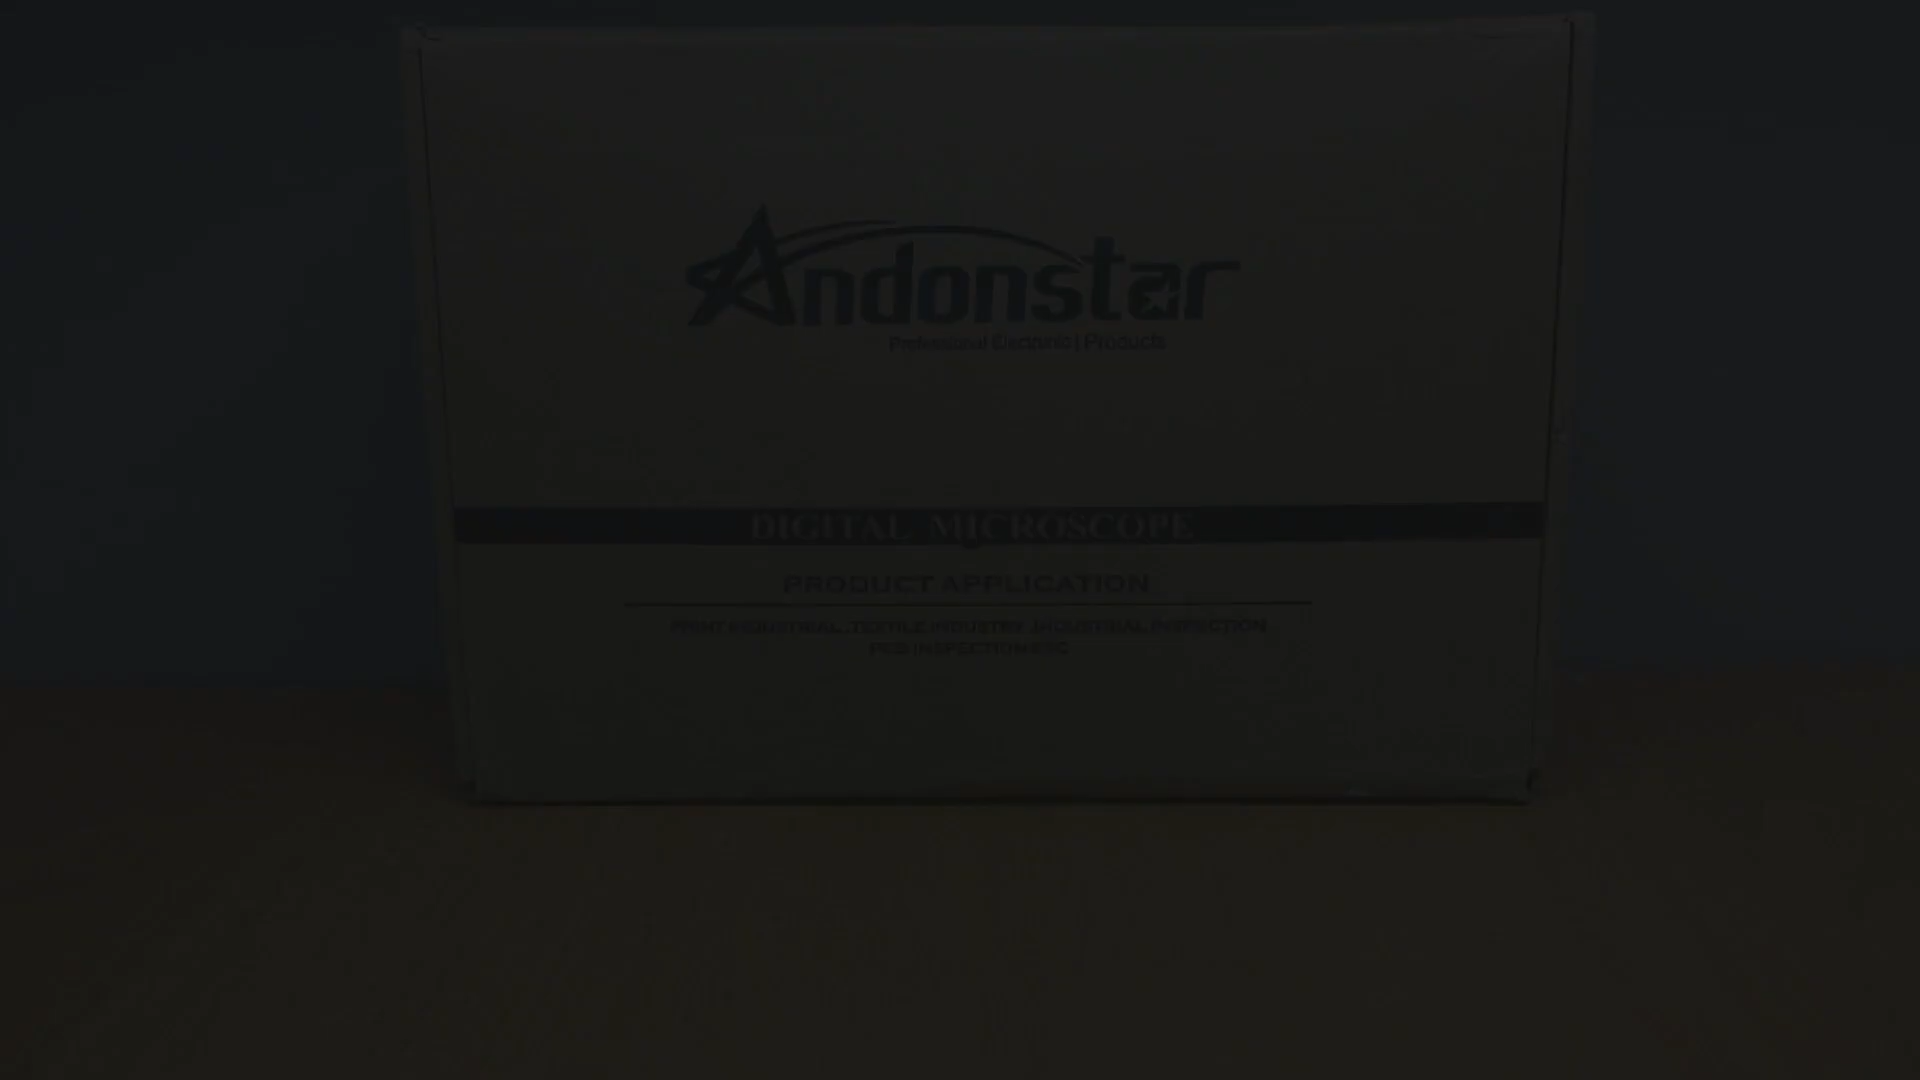 Andonstar
Professional Electronic Products
DIGITAL MICROSCOPE
PRODUCT APPLICATION
PRINT INDUSTRIAL .TEXTILE INDUSTRY .INDUSTRIAL INSPECTION
PCB INSPECTION ETC